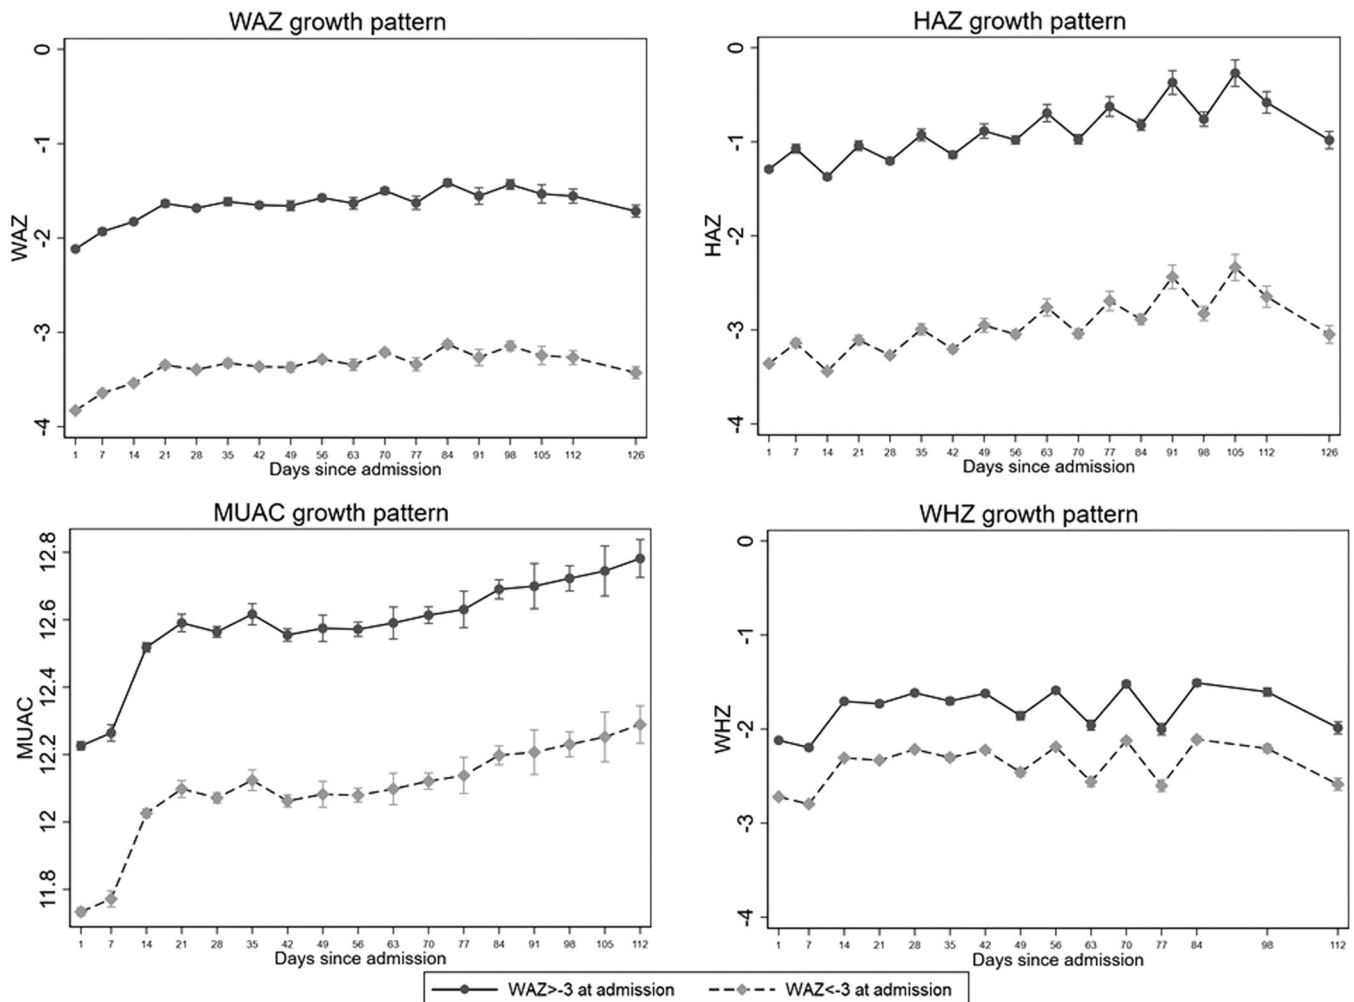 WAZ growth pattern
0
-1
-2
-3
-4
WAZ
1 7 14 21 28 35 42 49 56 63 70 77 84 91 98 105 112 126
Days since admission
HAZ growth pattern
0
-1
-2
-3
-4
HAZ
1 7 14 21 28 35 42 49 56 63 70 77 84 91 98 105 112 126
Days since admission
MUAC growth pattern
12.8
12.6
12.4
12.2
12
11.8
MUAC
1 7 14 21 28 35 42 49 56 63 70 77 84 91 98 105 112
Days since admission
WHZ growth pattern
0
-1
-2
-3
-4
WHZ
1 7 14 21 28 35 42 49 56 63 70 77 84 98 112
Days since admission
WAZ>-3 at admission WAZ<-3 at admission